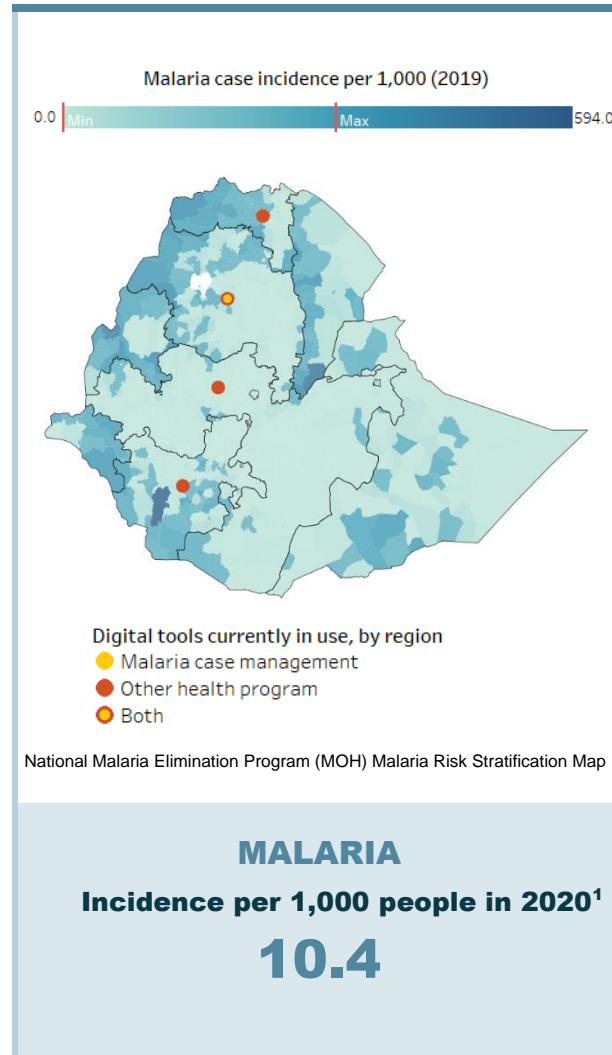 Malaria case incidence per 1,000 (2019)
0.0 Min Max 594.0
Digital tools currently in use, by region
Malaria case management
Other health program
Both
National Malaria Elimination Program (MOH) Malaria Risk Stratification Map
MALARIA
Incidence per 1,000 people in 2020¹
10.4